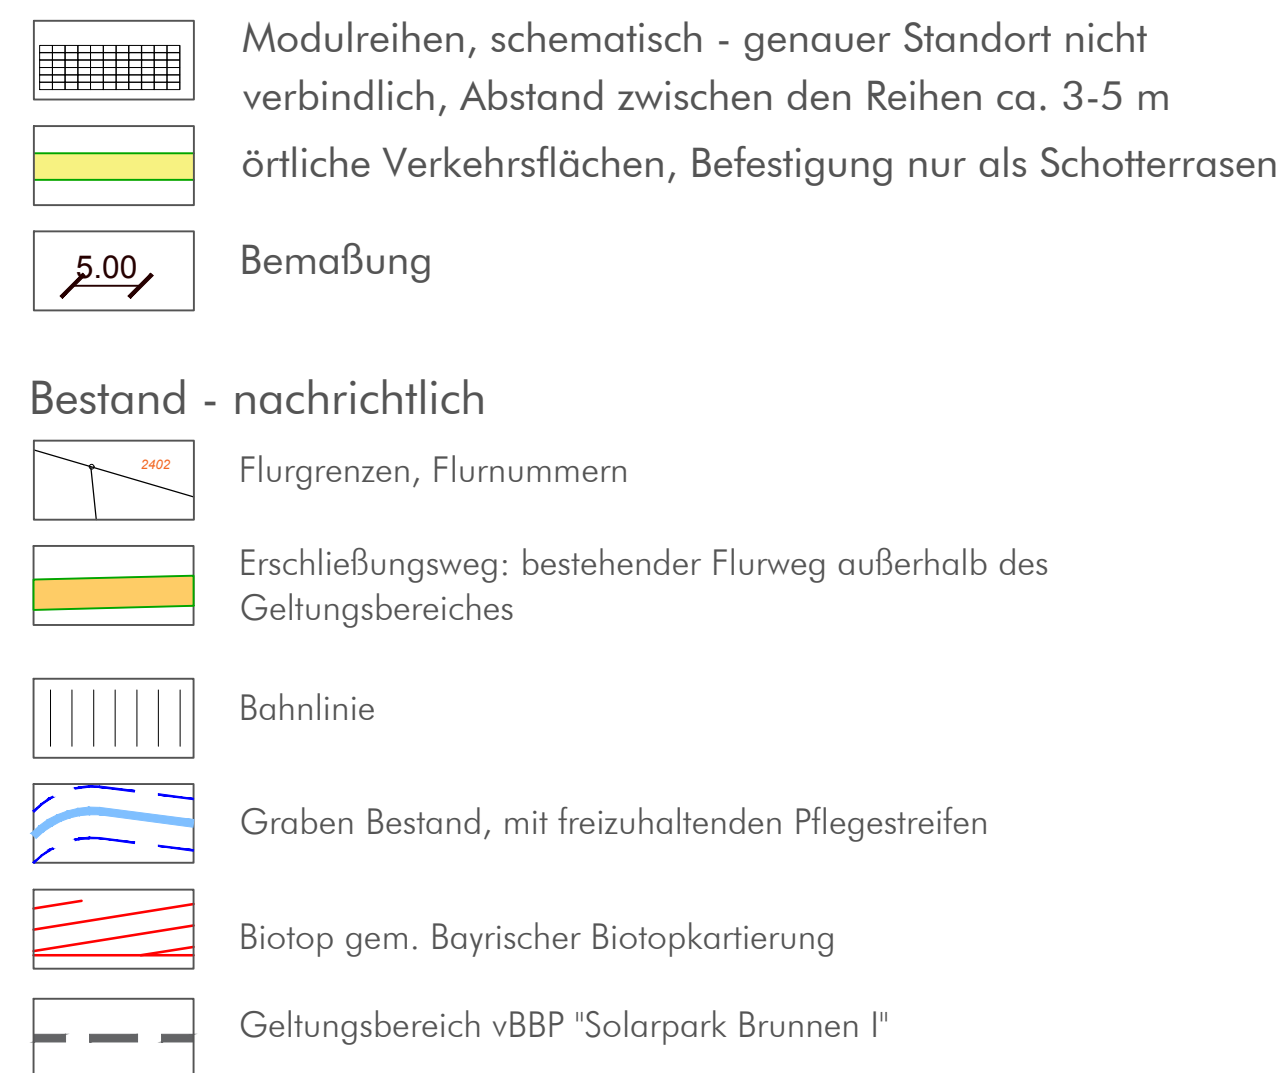 Modulreihen, schematisch - genauer Standort nicht
verbindlich, Abstand zwischen den Reihen ca. 3-5 m
örtliche Verkehrsflächen, Befestigung nur als Schotterrasen
5.00
Bemaßung
Bestand - nachrichtlich
2402
Flurgrenzen, Flurnummern
Erschließungsweg: bestehender Flurweg außerhalb des
Geltungsbereiches
Bahnlinie
Graben Bestand, mit freizuhaltenden Pflegestreifen
Biotop gem. Bayrischer Biotopkartierung
Geltungsbereich vBBP "Solarpark Brunnen I"